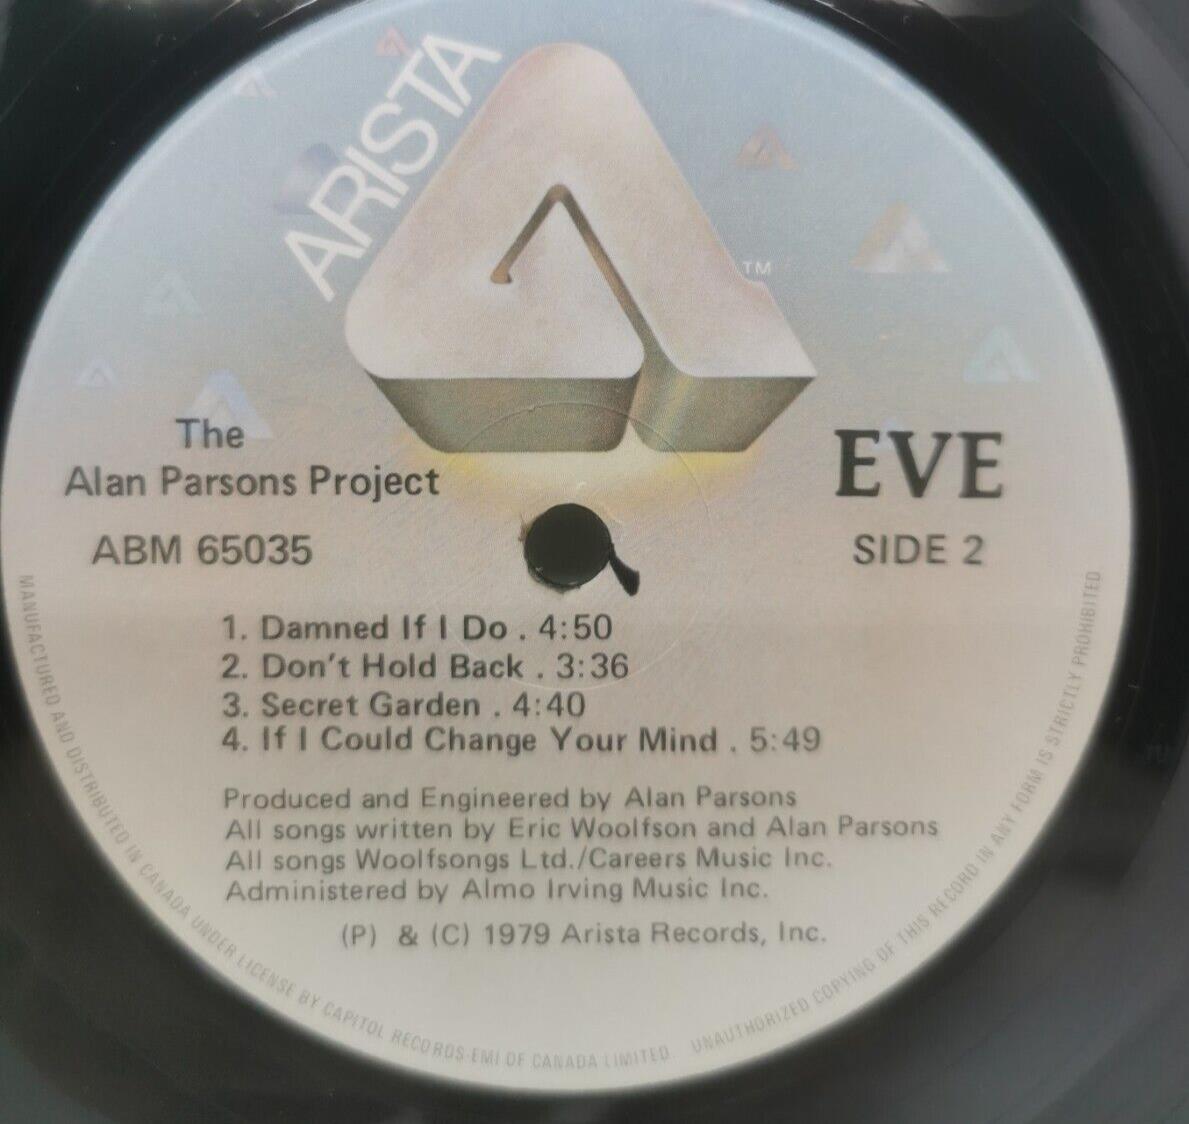 ARISTA
TM
The
Alan Parsons Project
ABM 65035
EVE
SIDE 2
1. Damned If I Do . 4:50
2. Don't Hold Back . 3:36
3. Secret Garden . 4:40
4. If I Could Change Your Mind . 5:49
Produced and Engineered by Alan Parsons
All songs written by Eric Woolfson and Alan Parsons
All songs Woolfsongs Ltd./Careers Music Inc.
Administered by Almo Irving Music Inc.
(P) & (C) 1979 Arista Records, Inc.
MANUFACTURED AND DISTRIBUTED IN CANADA UNDER LICENSE BY CAPITOL RECORDS-EMI OF CANADA LIMITED. UNAUTHORIZED COPYING OF THIS RECORD IN ANY FORM IS STRICTLY PROHIBITED